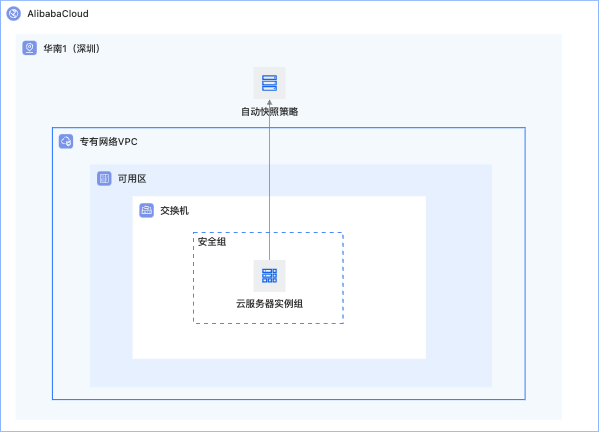 AlibabaCloud
华南1（深圳）
自动快照策略
专有网络VPC
可用区
交换机
安全组
云服务器实例组